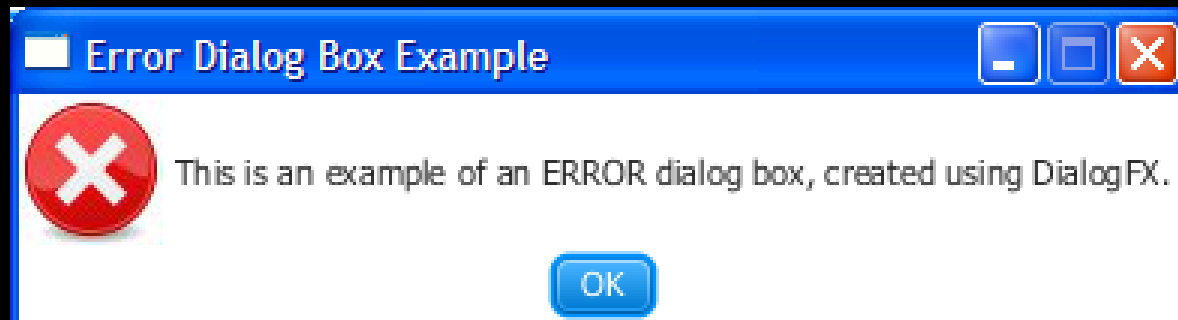 Error Dialog Box Example
This is an example of an ERROR dialog box, created using DialogFX.
OK